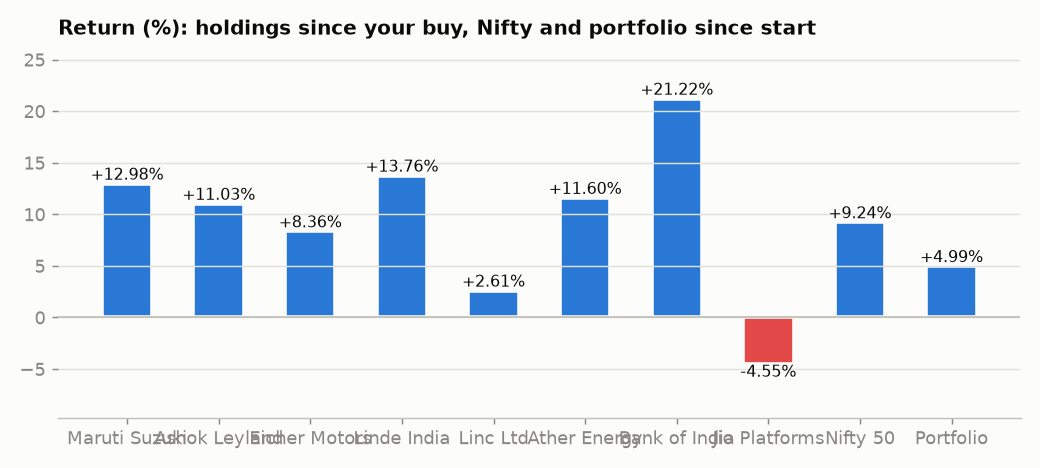 Return (%): holdings since your buy, Nifty and portfolio since start
25
20
15
10
5
0
−5
+12.98%
+11.03%
+8.36%
+13.76%
+2.61%
+11.60%
+21.22%
-4.55%
+9.24%
+4.99%
Maruti Suzuki
Ashok Leyland
Eicher Motors
Linde India
Linc Ltd
Ather Energy
Bank of India
Jio Platforms
Nifty 50
Portfolio